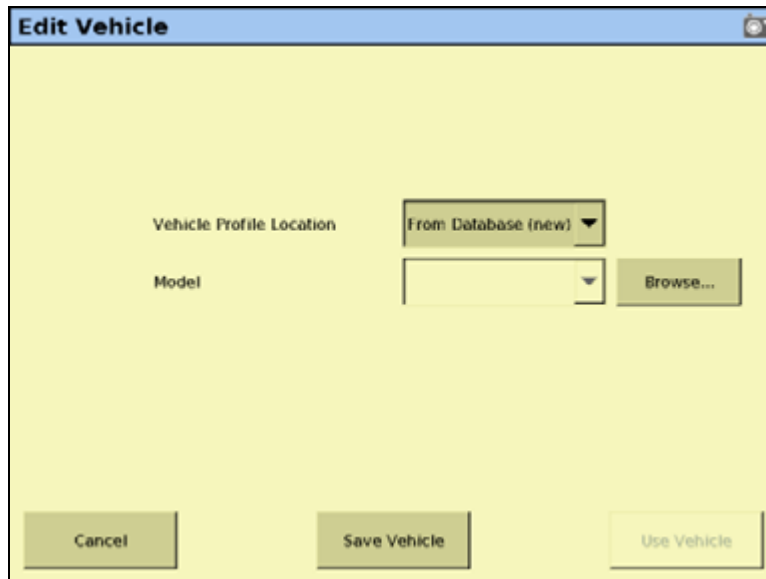 Edit Vehicle
Vehicle Profile Location
From Database (new)
Model
Browse...
Cancel
Save Vehicle
Use Vehicle